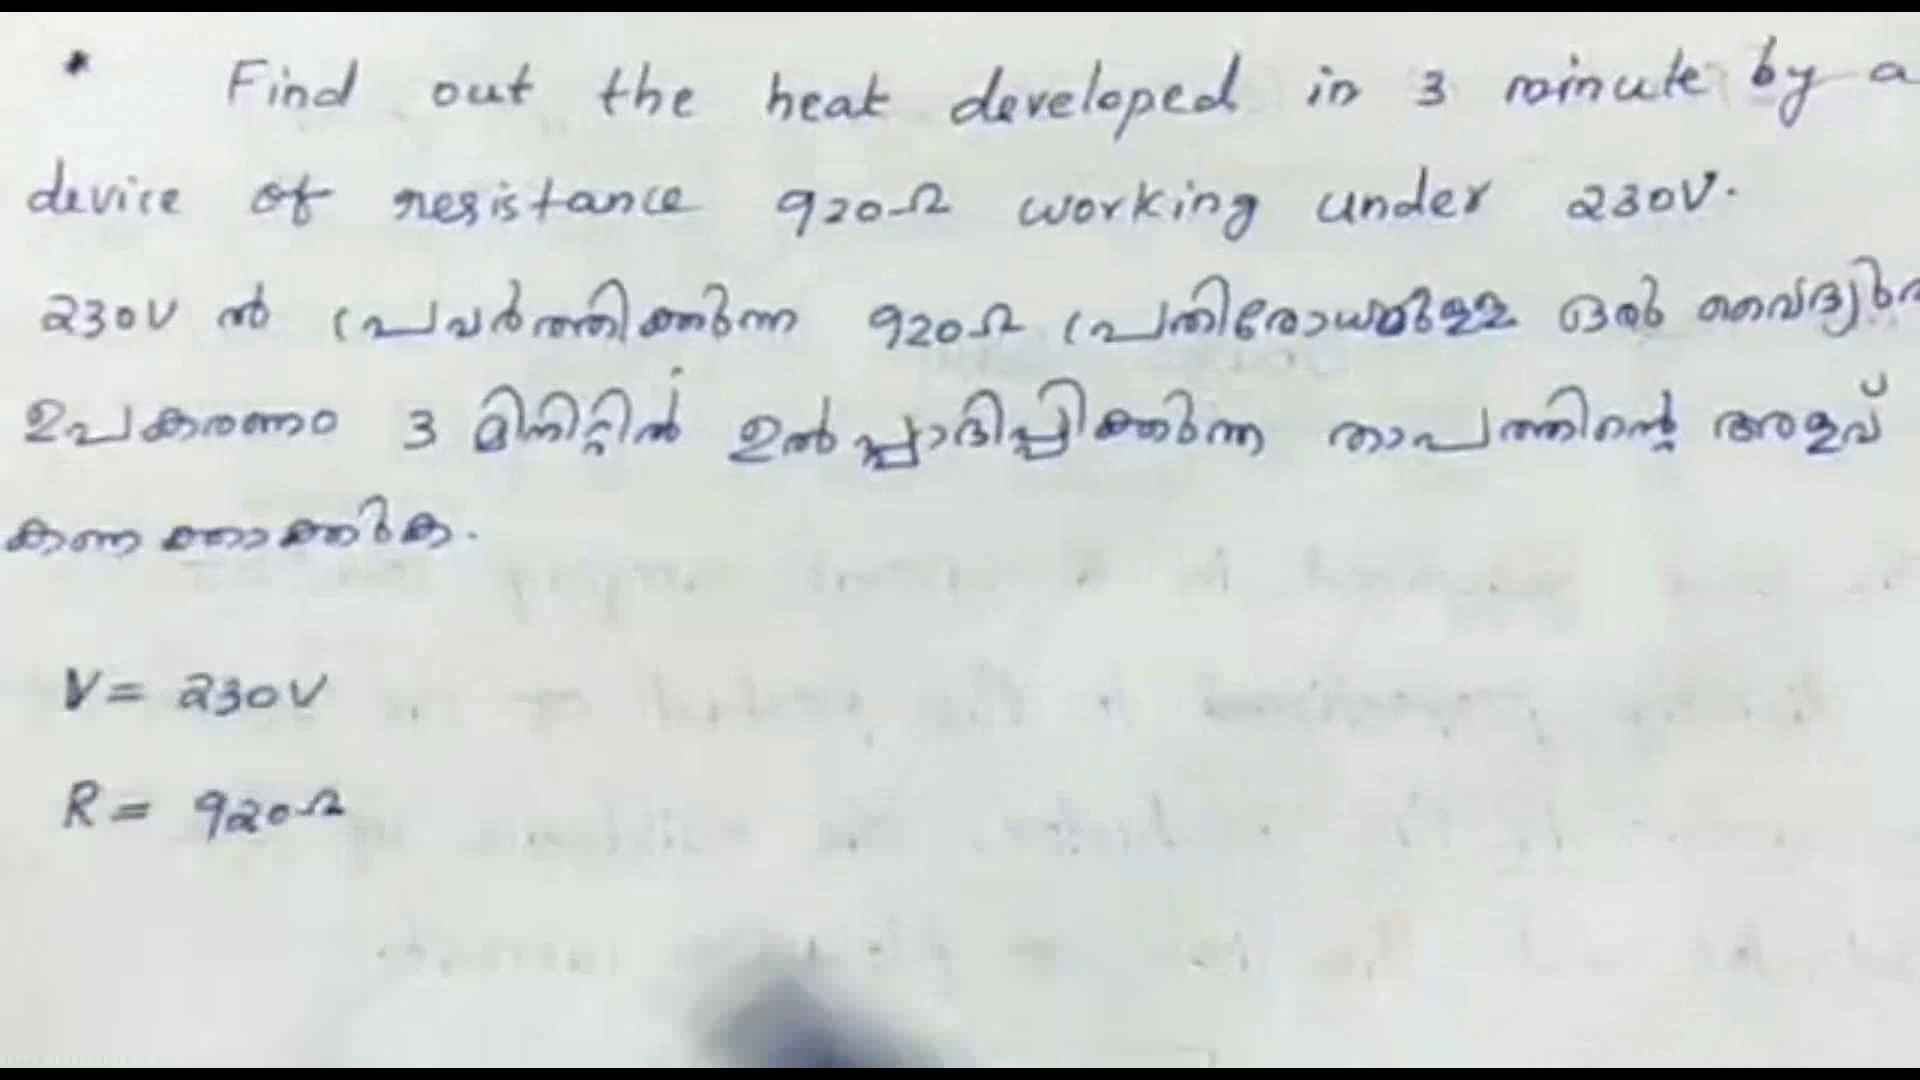 * Find out the heat developed in 3 minute by a
device of resistance 920Ω working under 230V.
230V ൽ പ്രവർത്തിക്കുന്ന 920Ω പ്രതിരോധമുള്ള ഒരു
ഉപകരണം 3 മിനിറ്റിൽ ഉൽപ്പാദിപ്പിക്കുന്ന താപത്തിന്റെ അളവ്
കണക്കാക്കുക.
V = 230V
R = 920Ω